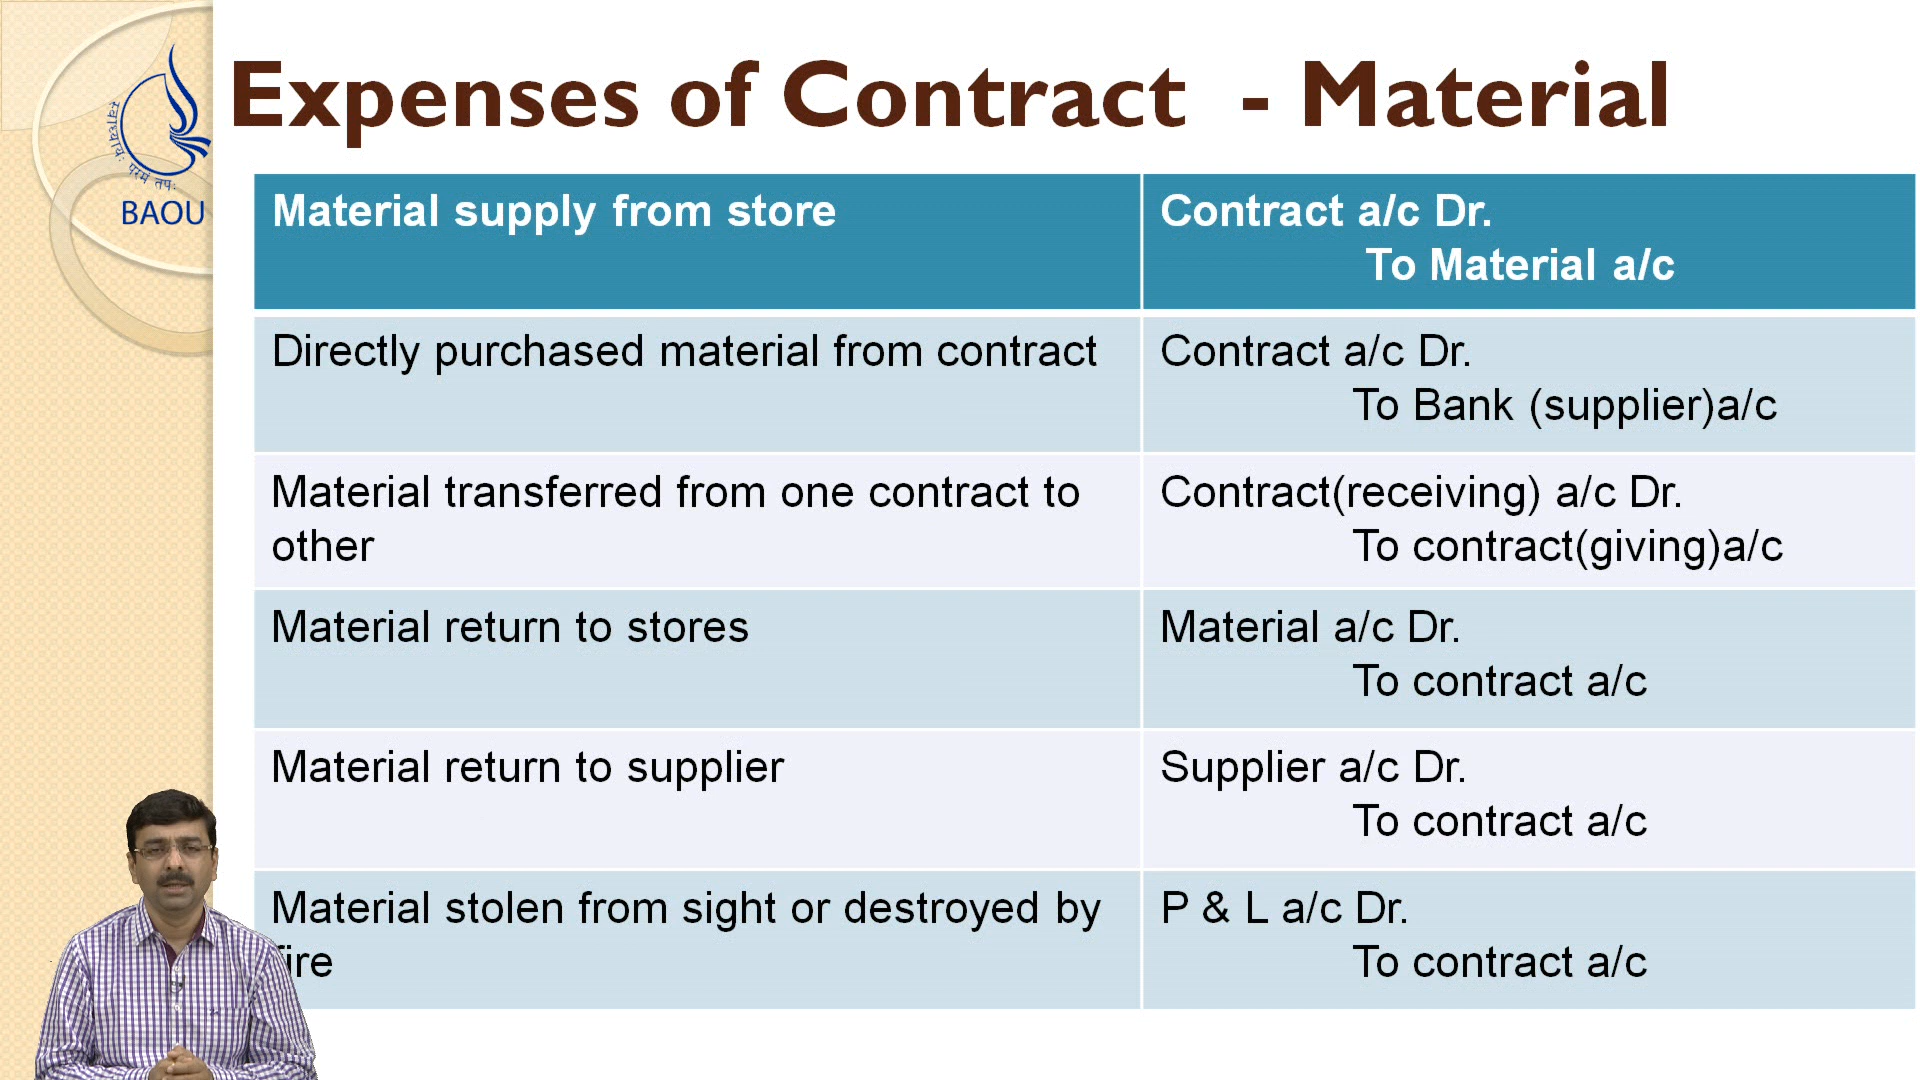 Expenses of Contract - Material
स्वाध्यायः परमं तपः
BAOU
Material supply from store
Contract a/c Dr.
To Material a/c
Directly purchased material from contract
Contract a/c Dr.
To Bank (supplier)a/c
Material transferred from one contract to
other
Contract(receiving) a/c Dr.
To contract(giving)a/c
Material return to stores
Material a/c Dr.
To contract a/c
Material return to supplier
Supplier a/c Dr.
To contract a/c
Material stolen from sight or destroyed by
fire
P & L a/c Dr.
To contract a/c